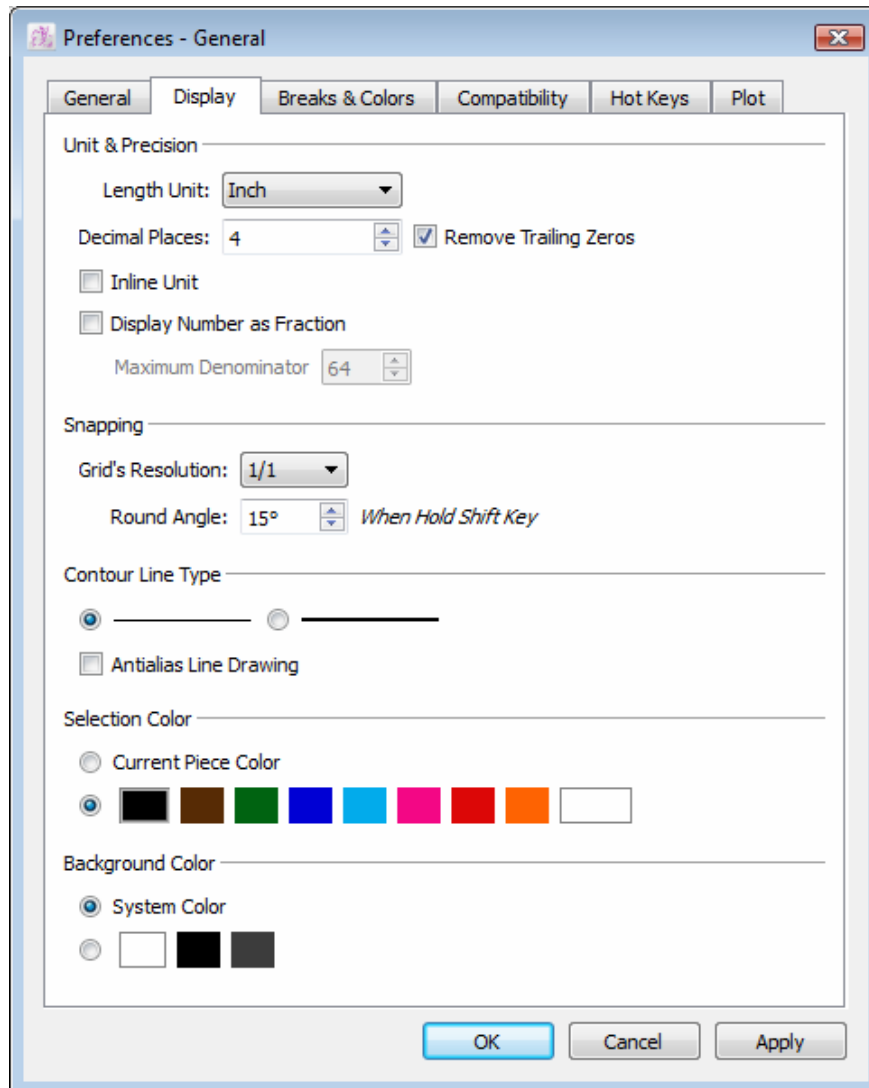 Preferences - General
General Display Breaks & Colors Compatibility Hot Keys Plot
Unit & Precision
Length Unit: Inch
Decimal Places: 4 Remove Trailing Zeros
Inline Unit
Display Number as Fraction
Maximum Denominator 64
Snapping
Grid's Resolution: 1/1
Round Angle: 15° When Hold Shift Key
Contour Line Type
Antialias Line Drawing
Selection Color
Current Piece Color
Background Color
System Color
OK Cancel Apply